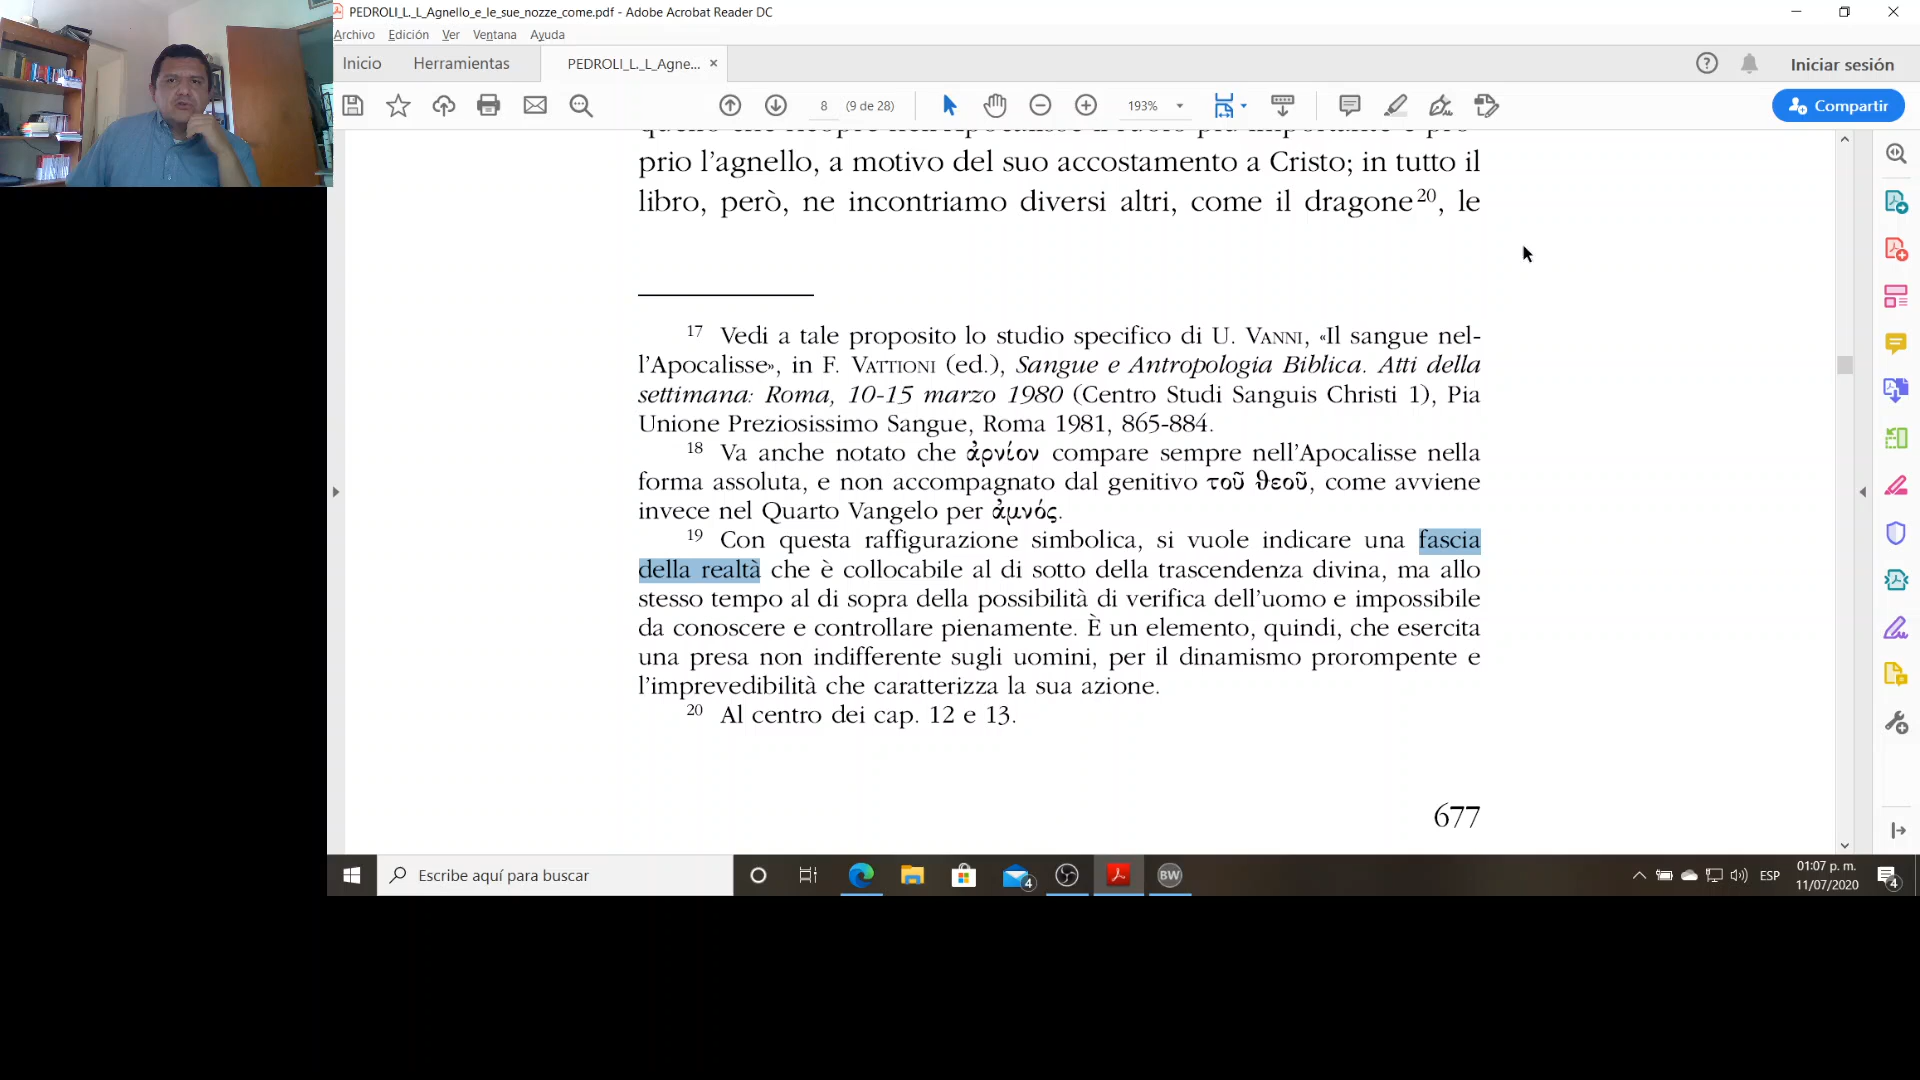 PEDROLI_L._L_Agnello_e_le_sue_nozze_come.pdf - Adobe Acrobat Reader DC
Archivo Edición Ver Ventana Ayuda
Inicio Herramientas PEDROLI_L._L_Agne... × Iniciar sesión
8 (9 de 28) 193% Compartir
prio l'agnello, a motivo del suo accostamento a Cristo; in tutto il
libro, però, ne incontriamo diversi altri, come il dragone20, le
17 Vedi a tale proposito lo studio specifico di U. VANNI, «Il sangue nel-
l'Apocalisse», in F. VATTIONI (ed.), Sangue e Antropologia Biblica. Atti della
settimana: Roma, 10-15 marzo 1980 (Centro Studi Sanguis Christi 1), Pia
Unione Preziosissimo Sangue, Roma 1981, 865-884.
18 Va anche notato che ἀρνίον compare sempre nell'Apocalisse nella
forma assoluta, e non accompagnato dal genitivo τοῦ θεοῦ, come avviene
invece nel Quarto Vangelo per ἀμνός.
19 Con questa raffigurazione simbolica, si vuole indicare una fascia
della realtà che è collocabile al di sotto della trascendenza divina, ma allo
stesso tempo al di sopra della possibilità di verifica dell'uomo e impossibile
da conoscere e controllare pienamente. È un elemento, quindi, che esercita
una presa non indifferente sugli uomini, per il dinamismo prorompente e
l'imprevedibilità che caratterizza la sua azione.
20 Al centro dei cap. 12 e 13.
677
Escribe aquí para buscar 4 BW ESP 01:07 p. m. 4
11/07/2020